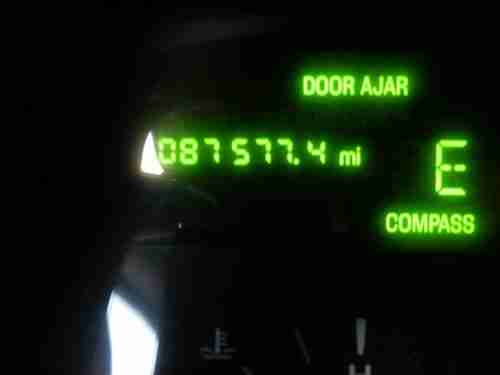 DOOR AJAR
087577.4 mi
E
COMPASS
H